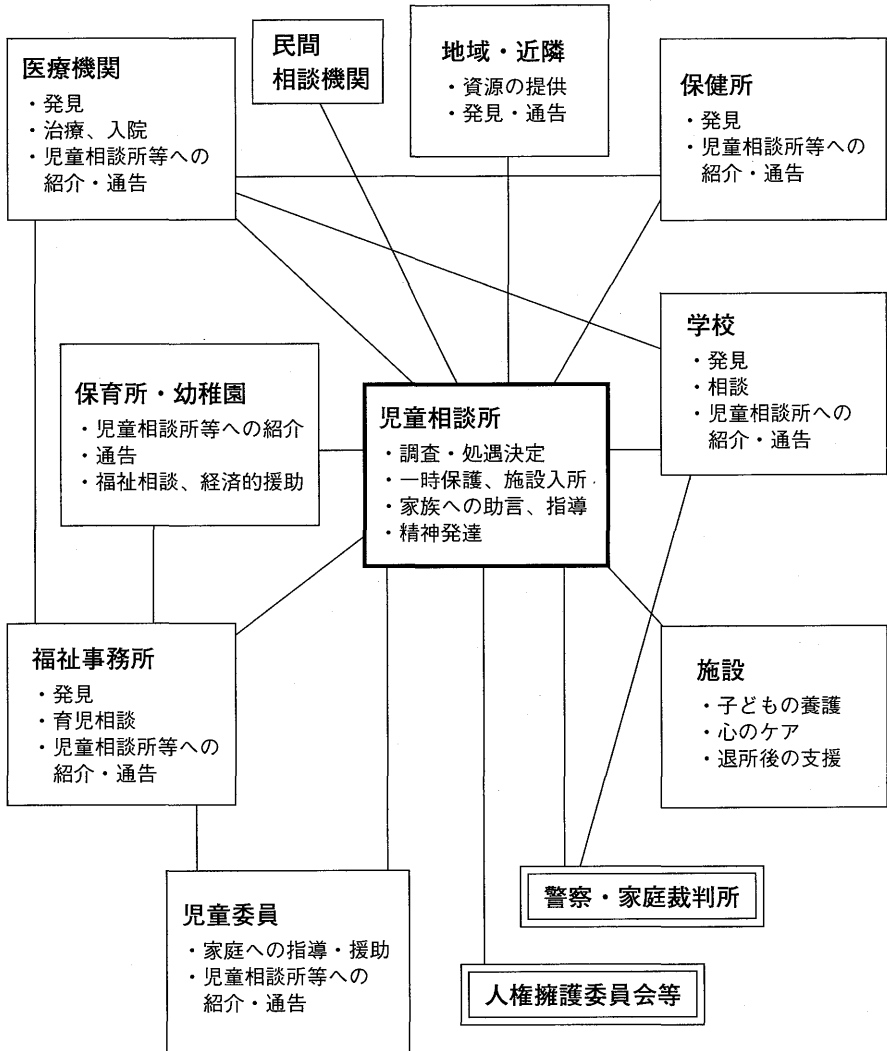 医療機関
・発見
・治療、入院
・児童相談所等への
紹介・通告
民間
相談機関
地域・近隣
・資源の提供
・発見・通告
保健所
・発見
・児童相談所等への
紹介・通告
学校
・発見
・相談
・児童相談所への
紹介・通告
保育所・幼稚園
・児童相談所等への紹介
・通告
・福祉相談、経済的援助
児童相談所
・調査・処遇決定
・一時保護、施設入所
・家族への助言、指導
・精神発達
福祉事務所
・発見
・育児相談
・児童相談所等への
紹介・通告
施設
・子どもの養護
・心のケア
・退所後の支援
児童委員
・家庭への指導・援助
・児童相談所等への
紹介・通告
警察・家庭裁判所
人権擁護委員会等